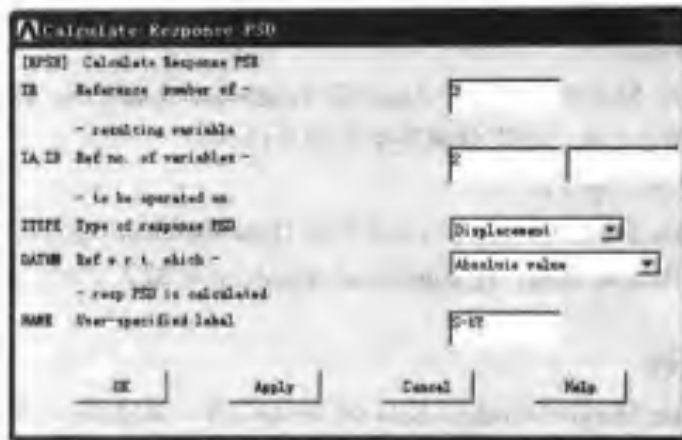 Calculate Response PSD
[RPSD] Calculate Response PSD
IR Reference number of -
- resulting variable
IA,IB Ref no. of variables -
2
- to be operated on
ITYPE Type of response PSD Displacement
DATUM Ref w r. t. which - Absolute value
- resp PSD is calculated
NAME User-specified label
OK Apply Cancel Help